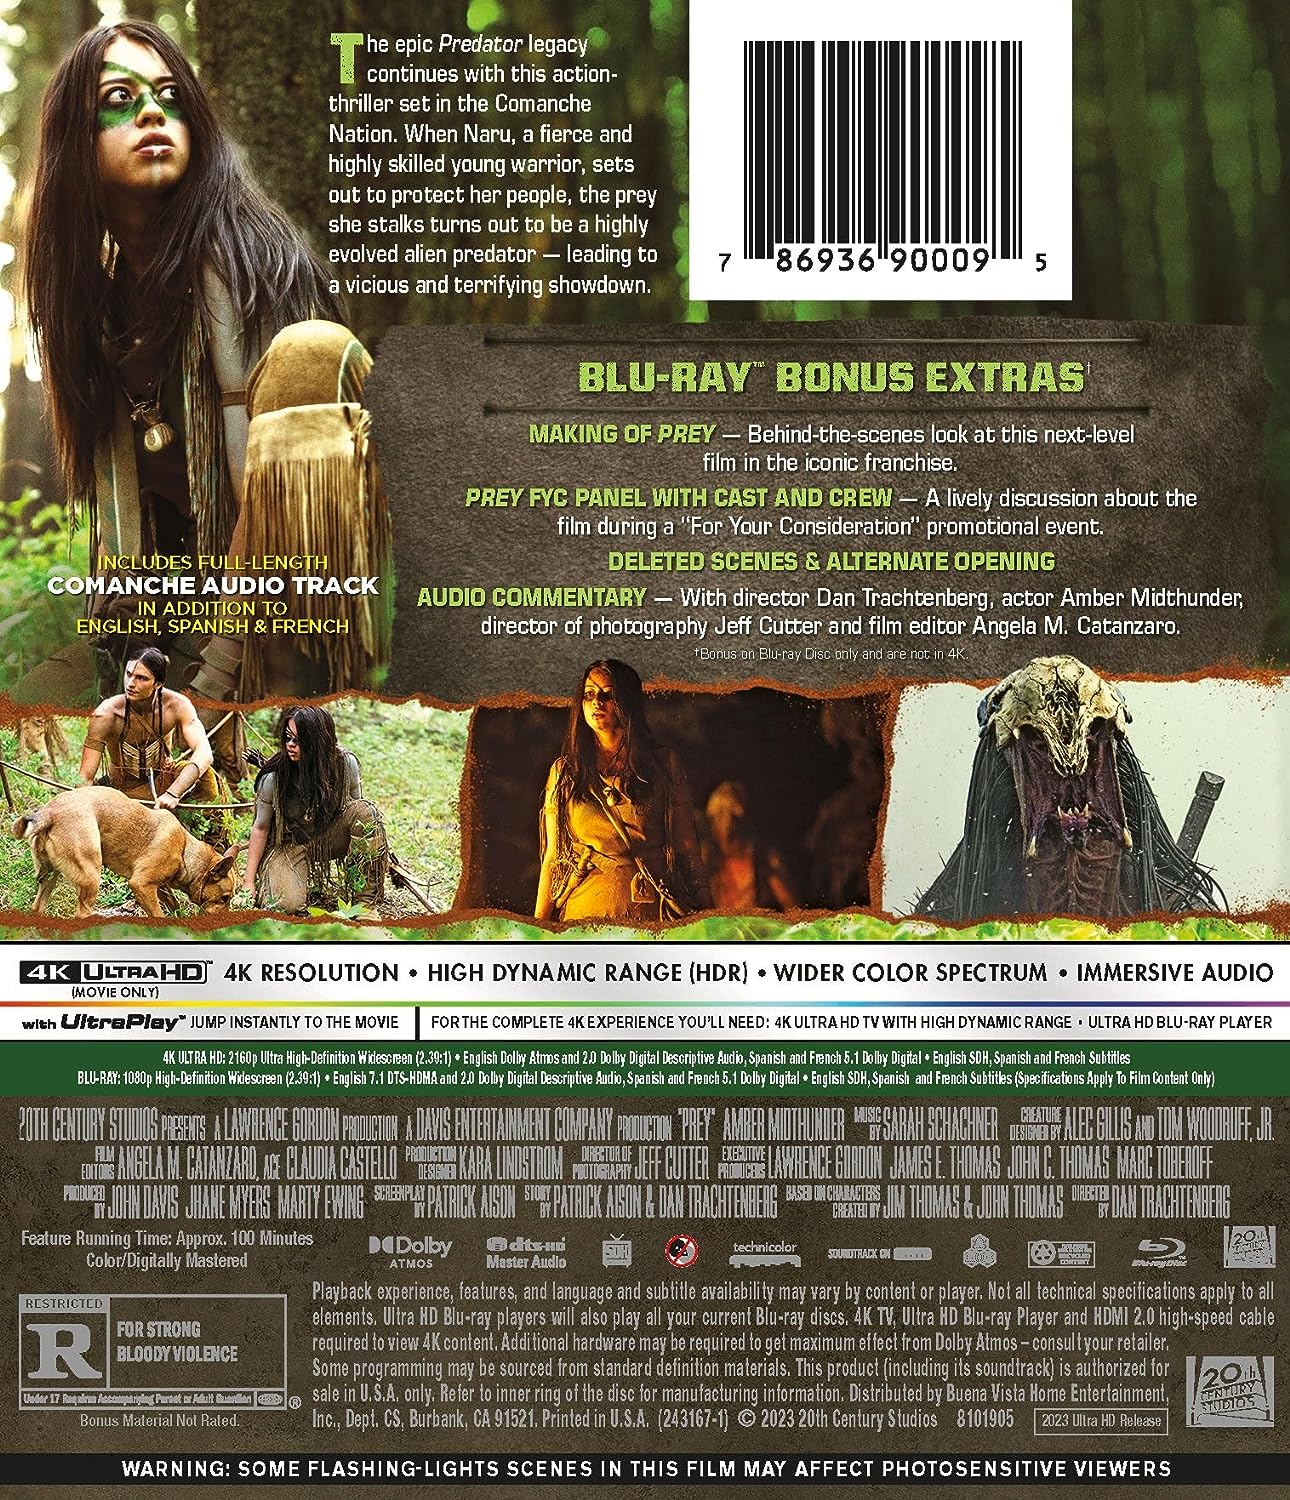 The epic Predator legacy
continues with this action-
thriller set in the Comanche
Nation. When Naru, a fierce and
highly skilled young warrior, sets
out to protect her people, the prey
she stalks turns out to be a highly
evolved alien predator — leading to
a vicious and terrifying showdown.
7 86936 90009 5
BLU-RAY™ BONUS EXTRAS†
MAKING OF PREY — Behind-the-scenes look at this next-level
film in the iconic franchise.
PREY FYC PANEL WITH CAST AND CREW — A lively discussion about the
film during a "For Your Consideration" promotional event.
DELETED SCENES & ALTERNATE OPENING
AUDIO COMMENTARY — With director Dan Trachtenberg, actor Amber Midthunder,
director of photography Jeff Cutter and film editor Angela M. Catanzaro.
†Bonus on Blu-ray Disc only and are not in 4K.
INCLUDES FULL-LENGTH
COMANCHE AUDIO TRACK
IN ADDITION TO
ENGLISH, SPANISH & FRENCH
4K ULTRA HD™ 4K RESOLUTION • HIGH DYNAMIC RANGE (HDR) • WIDER COLOR SPECTRUM • IMMERSIVE AUDIO
(MOVIE ONLY)
with UltraPlay™ JUMP INSTANTLY TO THE MOVIE
FOR THE COMPLETE 4K EXPERIENCE YOU'LL NEED: 4K ULTRA HD TV WITH HIGH DYNAMIC RANGE • ULTRA HD BLU-RAY PLAYER
4K ULTRA HD: 2160p Ultra High-Definition Widescreen (2.39:1) • English Dolby Atmos and 2.0 Dolby Digital Descriptive Audio, Spanish and French 5.1 Dolby Digital • English SDH, Spanish and French Subtitles
BLU-RAY: 1080p High-Definition Widescreen (2.39:1) • English 7.1 DTS-HDMA and 2.0 Dolby Digital Descriptive Audio, Spanish and French 5.1 Dolby Digital • English SDH, Spanish and French Subtitles (Specifications Apply To Film Content Only)
20TH CENTURY STUDIOS PRESENTS A LAWRENCE GORDON PRODUCTION A DAVIS ENTERTAINMENT COMPANY PRODUCTION "PREY" AMBER MIDTHUNDER MUSIC BY SARAH SCHACHNER CREATURE DESIGNED BY ALEC GILLIS AND TOM WOODRUFF, JR.
FILM EDITORS ANGELA M. CATANZARO, ACE CLAUDIA CASTELLO PRODUCTION DESIGNER KARA LINDSTROM DIRECTOR OF PHOTOGRAPHY JEFF CUTTER EXECUTIVE PRODUCERS LAWRENCE GORDON JAMES E. THOMAS JOHN C. THOMAS MARC TOBEROFF
PRODUCED BY JOHN DAVIS JHANE MYERS MARTY EWING SCREENPLAY BY PATRICK AISON STORY BY PATRICK AISON & DAN TRACHTENBERG BASED ON CHARACTERS CREATED BY JIM THOMAS & JOHN THOMAS DIRECTED BY DAN TRACHTENBERG
Feature Running Time: Approx. 100 Minutes
Color/Digitally Mastered
Dolby
ATMOS
dts-HD
Master Audio
SDH
technicolor
SOUNDTRACK ON
Blu-ray Disc
20th
CENTURY
STUDIOS
RESTRICTED
R
FOR STRONG
BLOODY VIOLENCE
Under 17 Requires Accompanying Parent or Adult Guardian
®
Bonus Material Not Rated.
Playback experience, features, and language and subtitle availability may vary by content or player. Not all technical specifications apply to all
elements. Ultra HD Blu-ray players will also play all your current Blu-ray discs. 4K TV, Ultra HD Blu-ray Player and HDMI 2.0 high-speed cable
required to view 4K content. Additional hardware may be required to get maximum effect from Dolby Atmos – consult your retailer.
Some programming may be sourced from standard definition materials. This product (including its soundtrack) is authorized for
sale in U.S.A. only. Refer to inner ring of the disc for manufacturing information. Distributed by Buena Vista Home Entertainment,
Inc., Dept. CS, Burbank, CA 91521. Printed in U.S.A. (243167-1) © 2023 20th Century Studios 8101905
2023 Ultra HD Release
20th
CENTURY
STUDIOS
WARNING: SOME FLASHING-LIGHTS SCENES IN THIS FILM MAY AFFECT PHOTOSENSITIVE VIEWERS